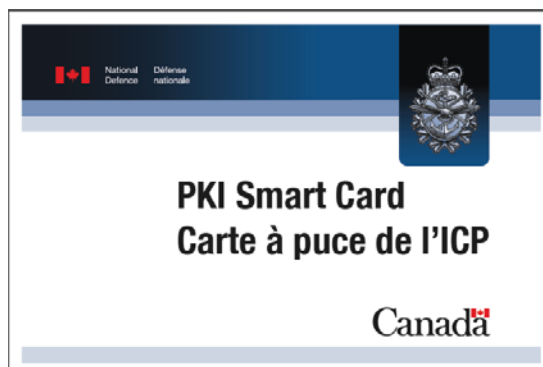 National Défense
Defence nationale
PKI Smart Card
Carte à puce de l'ICP
Canada